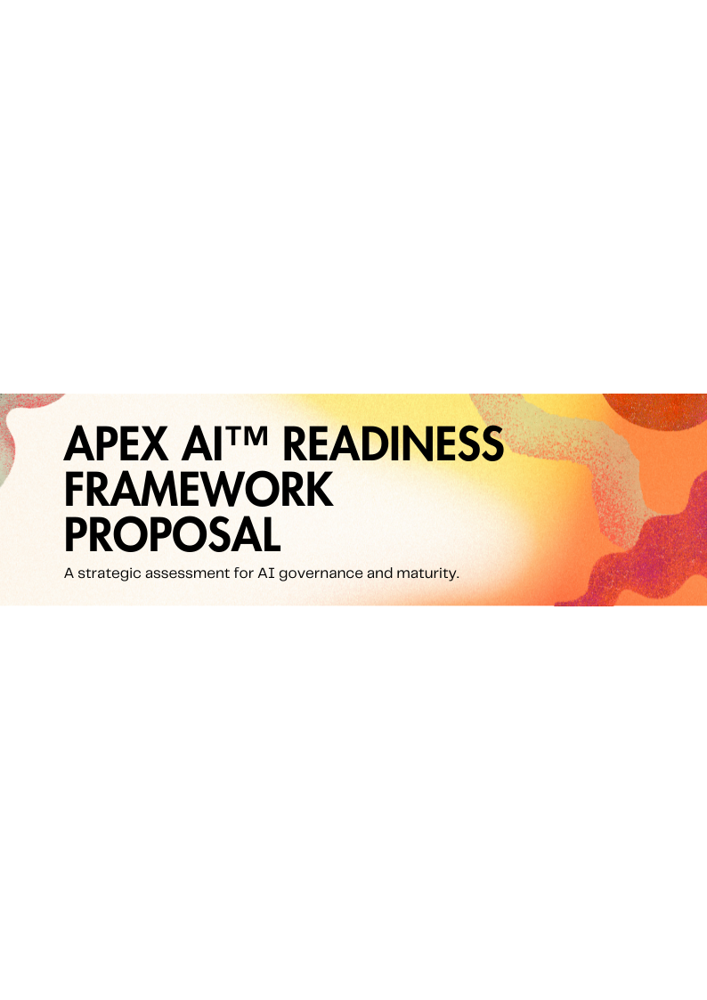 APEX AI™ READINESS
FRAMEWORK
PROPOSAL
A strategic assessment for AI governance and maturity.